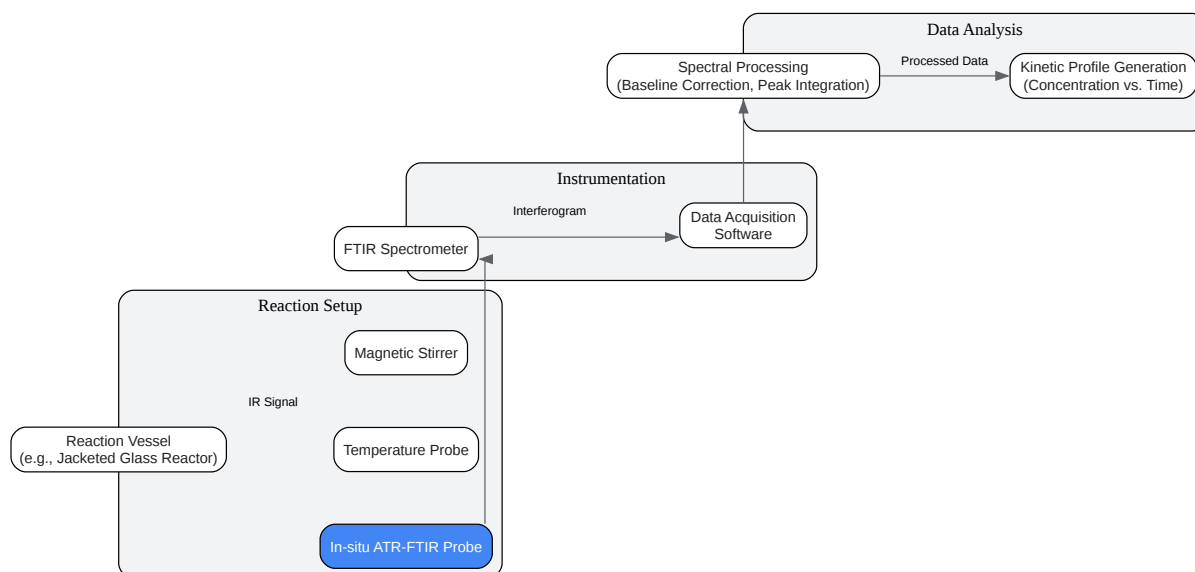 Data Analysis
Spectral Processing
(Baseline Correction, Peak Integration)
Processed Data
Kinetic Profile Generation
(Concentration vs. Time)
Instrumentation
Interferogram
FTIR Spectrometer
Data Acquisition
Software
Reaction Setup
Magnetic Stirrer
IR Signal
Reaction Vessel
(e.g., Jacketed Glass Reactor)
Temperature Probe
In-situ ATR-FTIR Probe